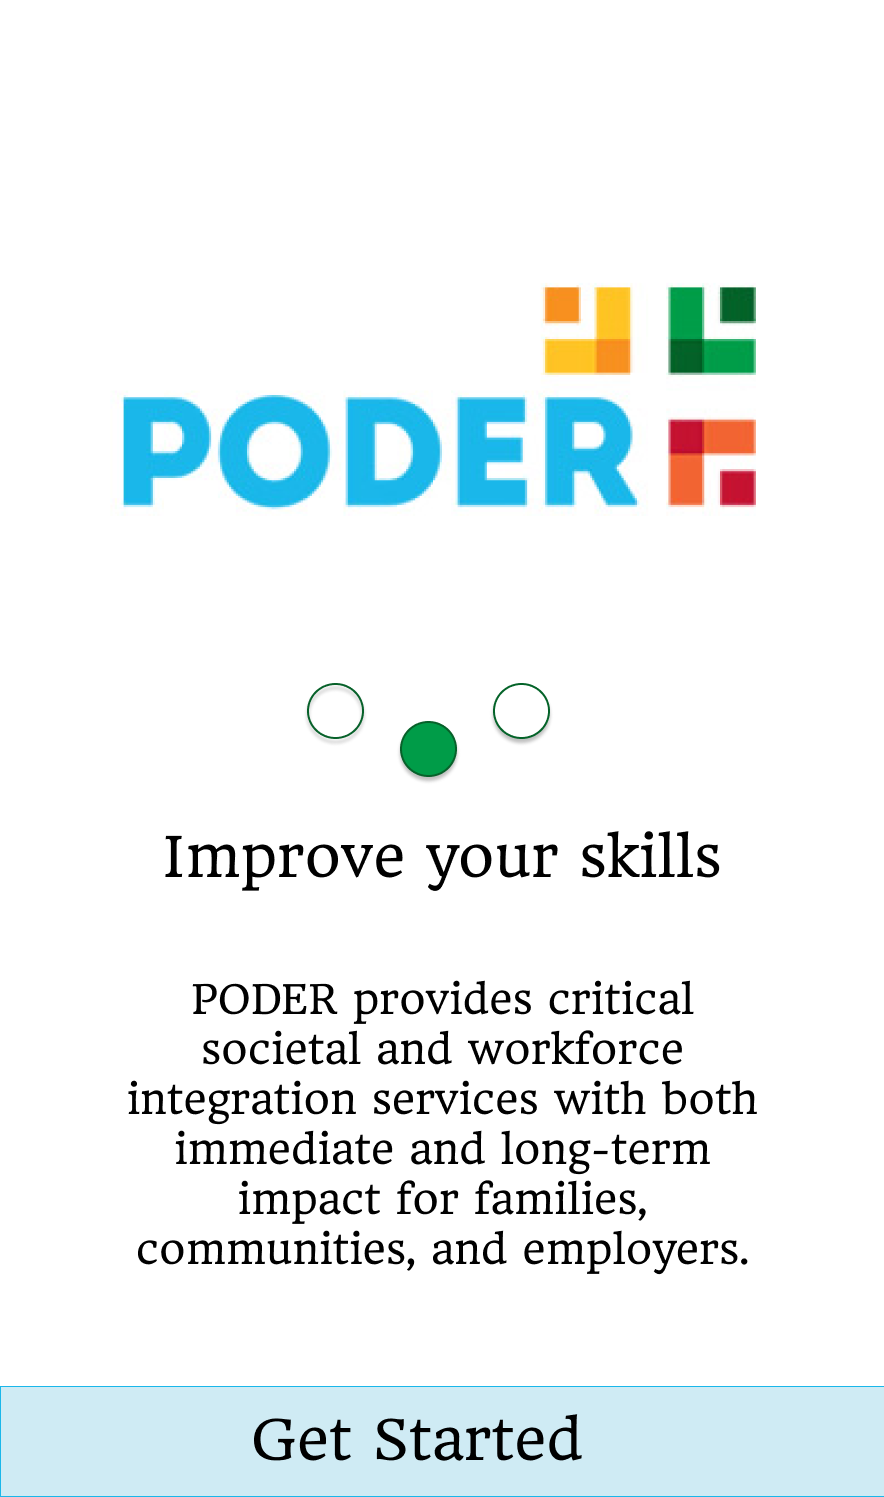 PODER
Improve your skills
PODER provides critical
societal and workforce
integration services with both
immediate and long-term
impact for families,
communities, and employers.
Get Started